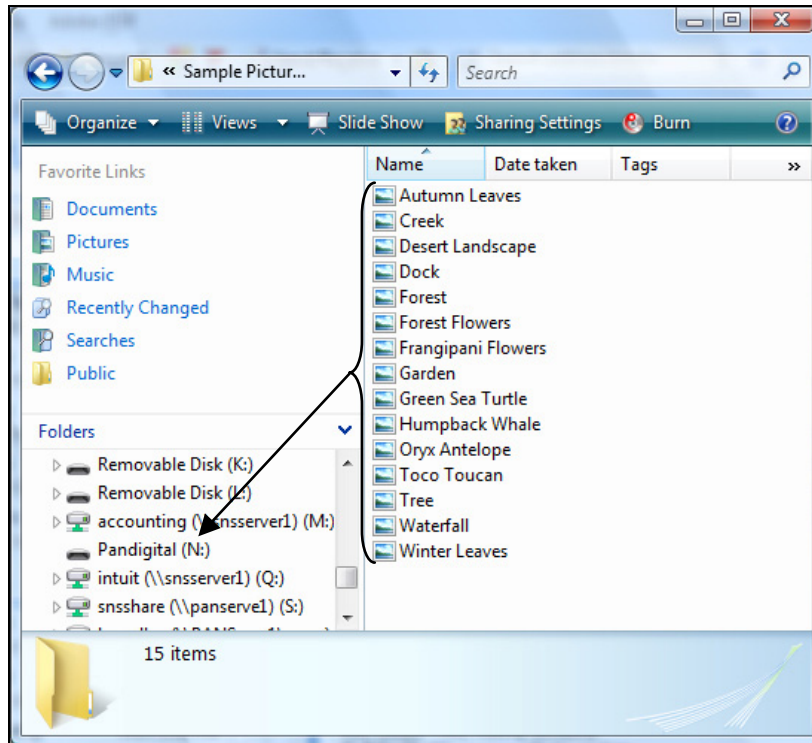 « Sample Pictur...
Search
Organize Views Slide Show Sharing Settings Burn ?
Favorite Links
Documents
Pictures
Music
Recently Changed
Searches
Public
Folders
Removable Disk (K:)
Removable Disk (L:)
accounting (\\snsserver1) (M:)
Pandigital (N:)
intuit (\\snsserver1) (Q:)
snsshare (\\panserve1) (S:)
Name Date taken Tags »
Autumn Leaves
Creek
Desert Landscape
Dock
Forest
Forest Flowers
Frangipani Flowers
Garden
Green Sea Turtle
Humpback Whale
Oryx Antelope
Toco Toucan
Tree
Waterfall
Winter Leaves
15 items